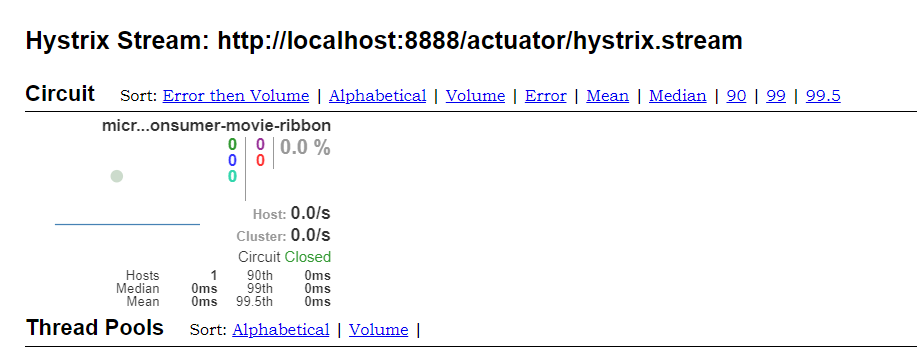 Hystrix Stream: http://localhost:8888/actuator/hystrix.stream
Circuit Sort: Error then Volume | Alphabetical | Volume | Error | Mean | Median | 90 | 99 | 99.5
micr...onsumer-movie-ribbon
0 0 0.0 %
0 0
0
Host: 0.0/s
Cluster: 0.0/s
Circuit Closed
Hosts 1 90th 0ms
Median 0ms 99th 0ms
Mean 0ms 99.5th 0ms
Thread Pools Sort: Alphabetical | Volume |